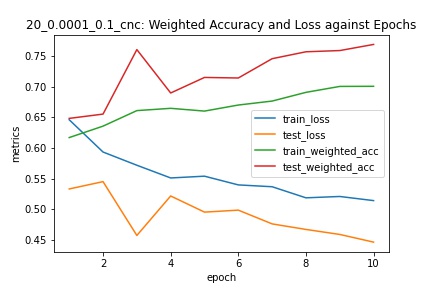 20_0.0001_0.1_cnc: Weighted Accuracy and Loss against Epochs
metrics
0.75
0.70
0.65
0.60
0.55
0.50
0.45
train_loss
test_loss
train_weighted_acc
test_weighted_acc
2 4 6 8 10
epoch